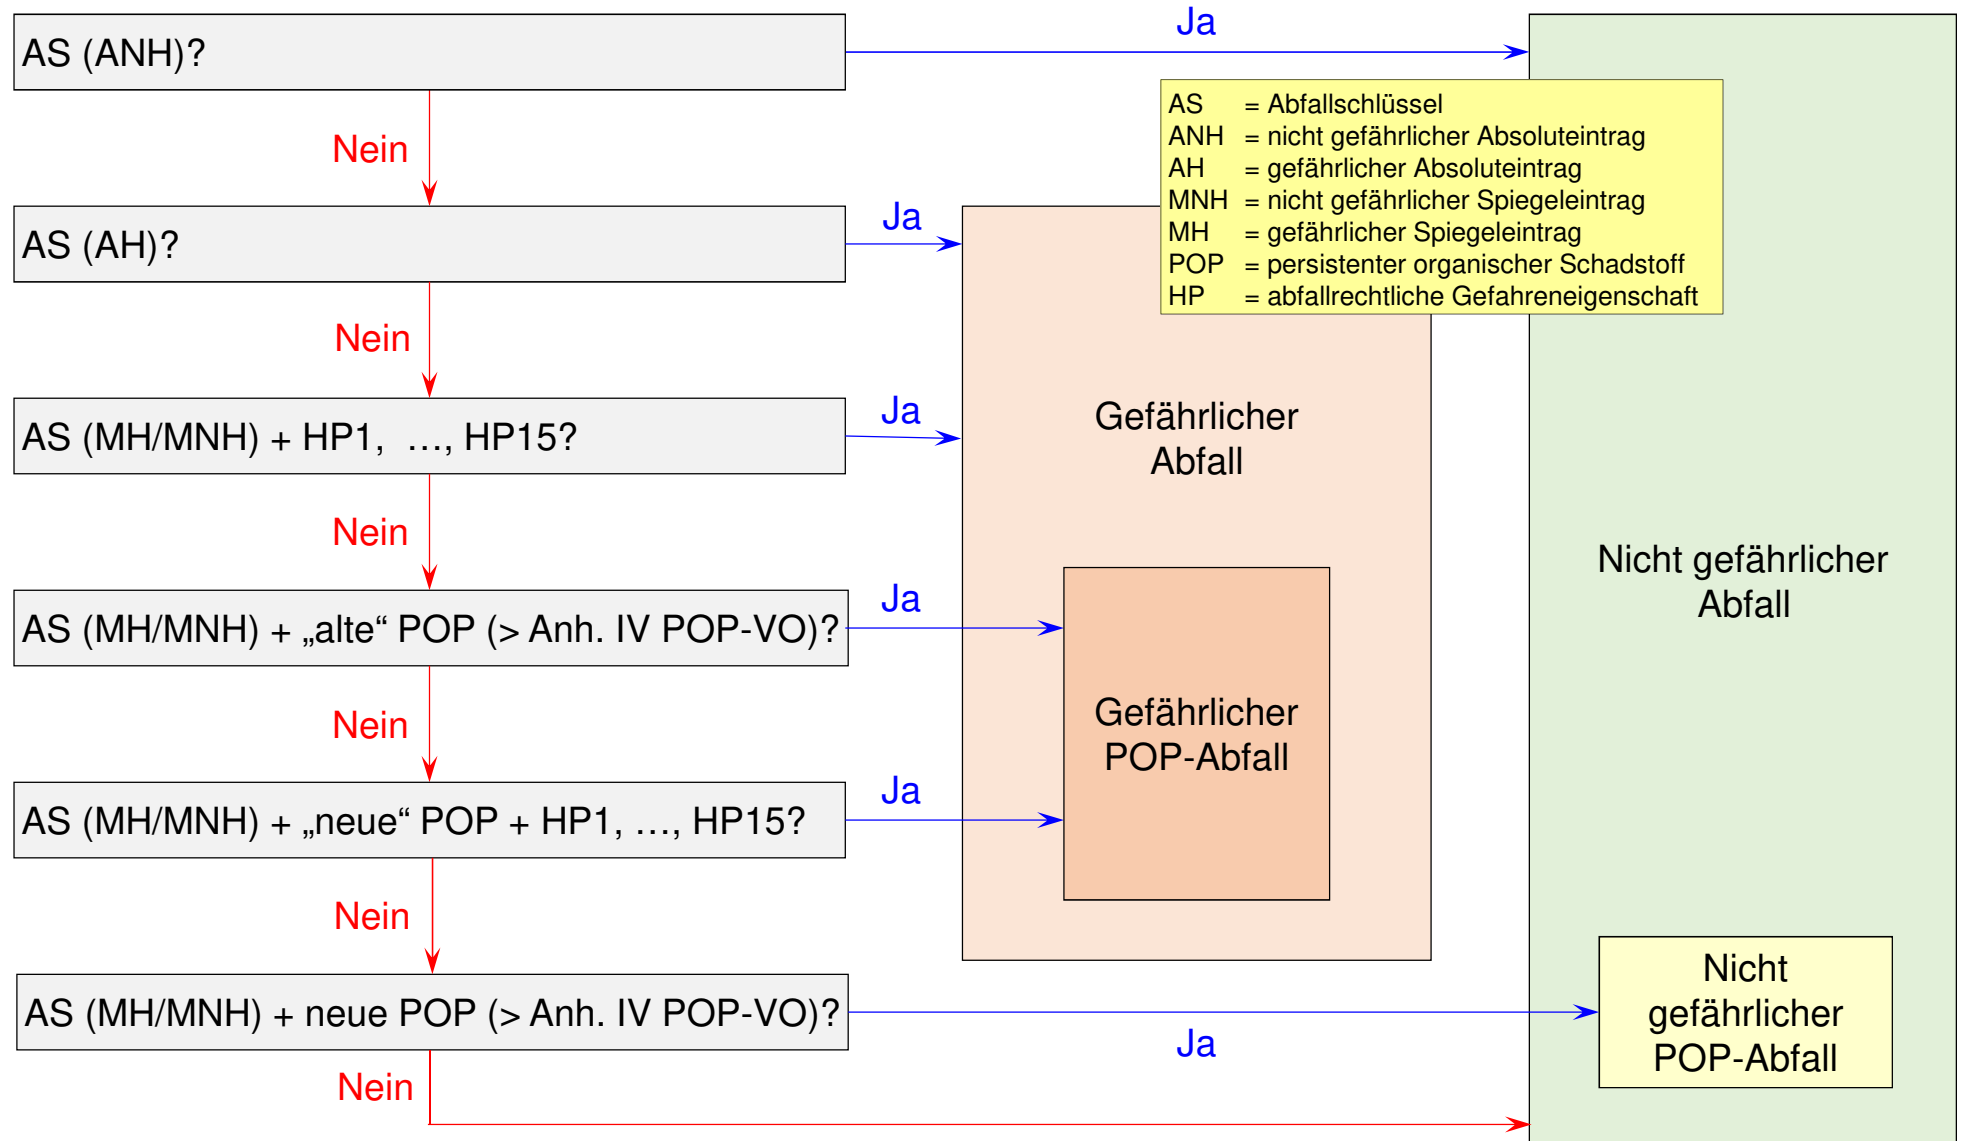 AS (ANH)?
Ja
AS = Abfallschlüssel
ANH = nicht gefährlicher Absoluteintrag
AH = gefährlicher Absoluteintrag
MNH = nicht gefährlicher Spiegeleintrag
MH = gefährlicher Spiegeleintrag
POP = persistenter organischer Schadstoff
HP = abfallrechtliche Gefahreneigenschaft
Nein
AS (AH)?
Ja
Nein
AS (MH/MNH) + HP1, …, HP15?
Ja
Gefährlicher
Abfall
Nein
Nicht gefährlicher
Abfall
AS (MH/MNH) + „alte“ POP (> Anh. IV POP-VO)?
Ja
Nein
Gefährlicher
POP-Abfall
AS (MH/MNH) + „neue“ POP + HP1, …, HP15?
Ja
Nein
AS (MH/MNH) + neue POP (> Anh. IV POP-VO)?
Ja
Nicht
gefährlicher
POP-Abfall
Nein